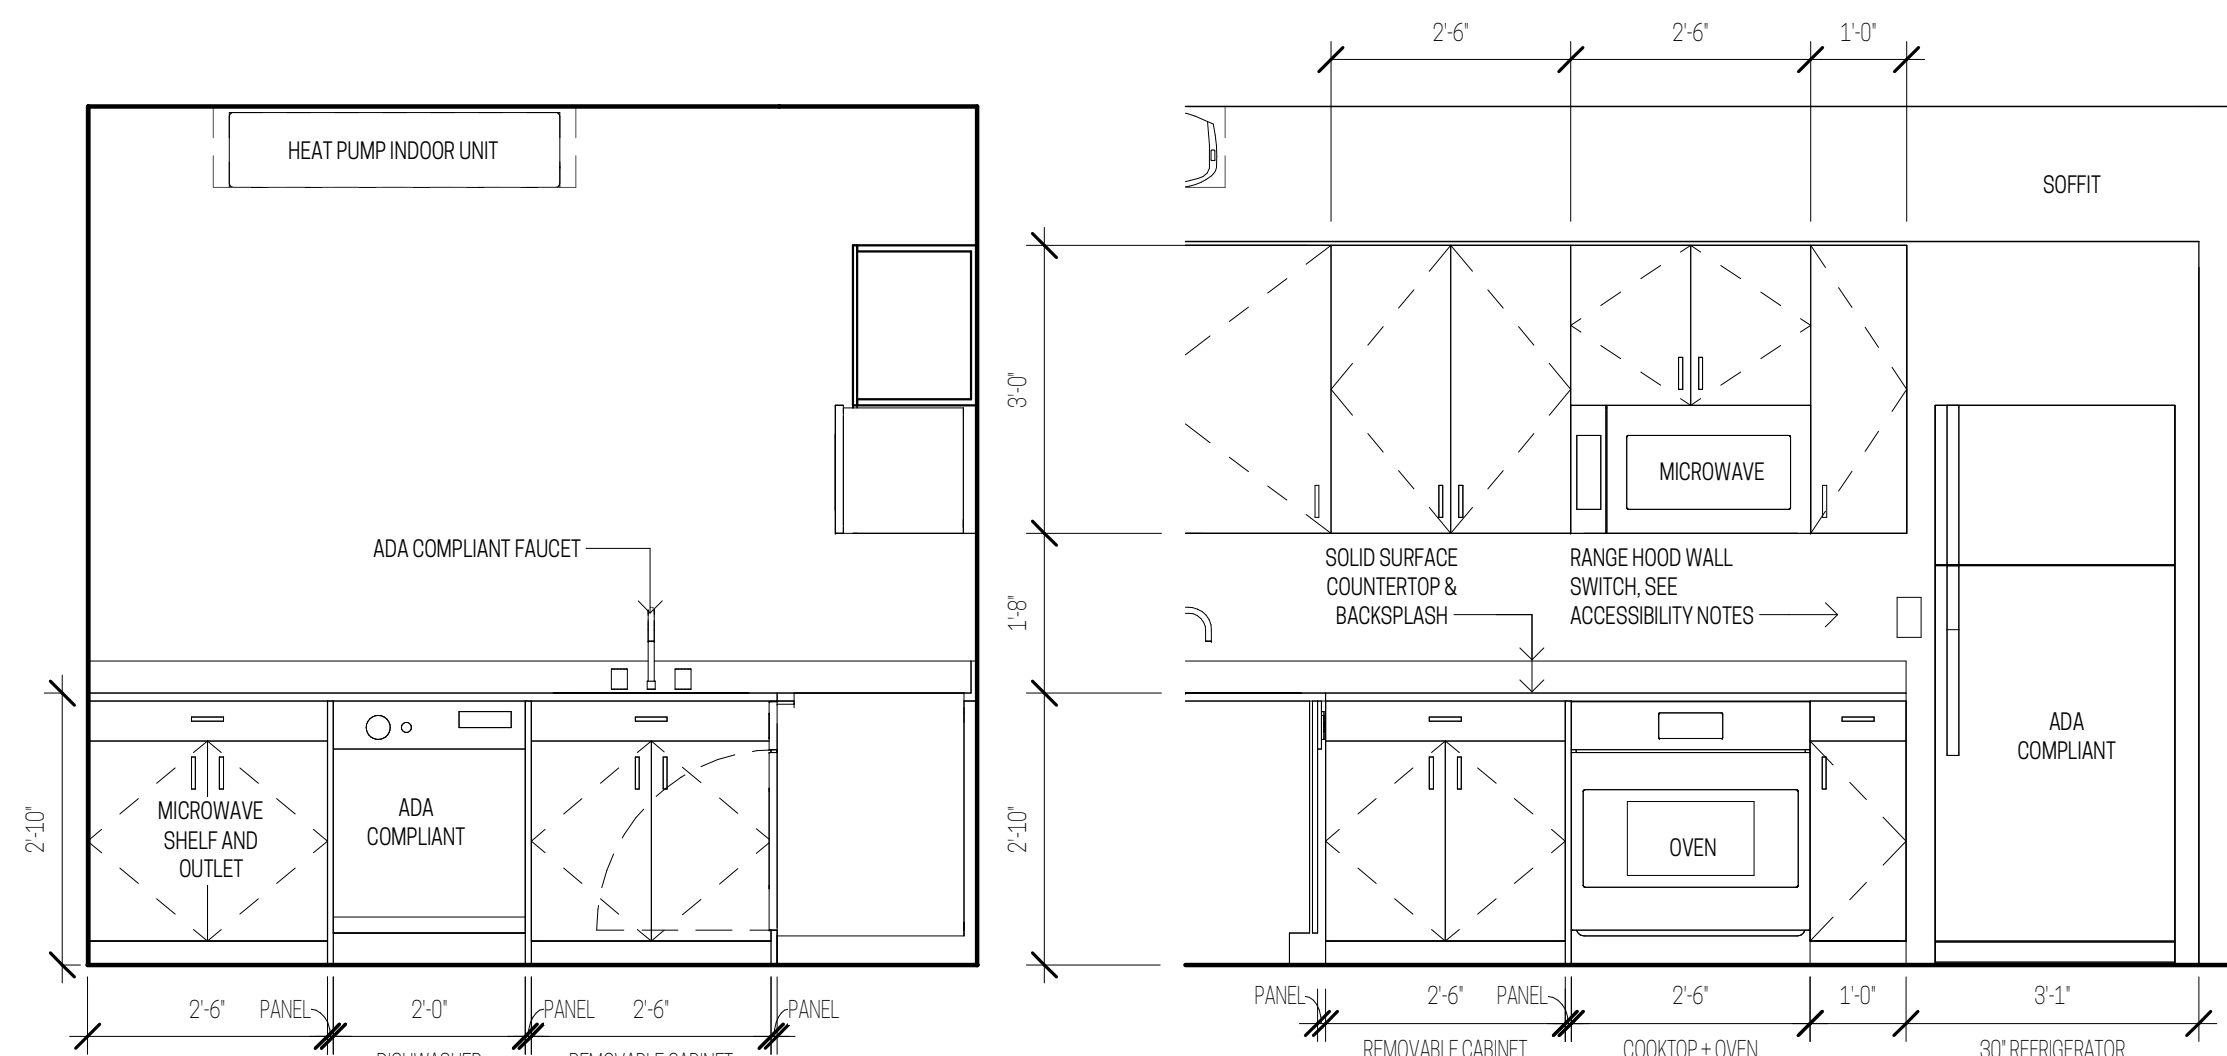 2'-6"
2'-6"
1'-0"
HEAT PUMP INDOOR UNIT
SOFFIT
3'-0"
MICROWAVE
ADA COMPLIANT FAUCET
SOLID SURFACE
COUNTERTOP &
BACKSPLASH
RANGE HOOD WALL
SWITCH, SEE
ACCESSIBILITY NOTES
1'-8"
2'-10"
MICROWAVE
SHELF AND
OUTLET
ADA
COMPLIANT
2'-10"
OVEN
ADA
COMPLIANT
2'-6"
PANEL
2'-0"
PANEL
2'-6"
PANEL
DISHWASHER
REMOVABLE CABINET
PANEL
2'-6"
PANEL
2'-6"
1'-0"
3'-1"
REMOVABLE CABINET
COOKTOP + OVEN
30" REFRIGERATOR